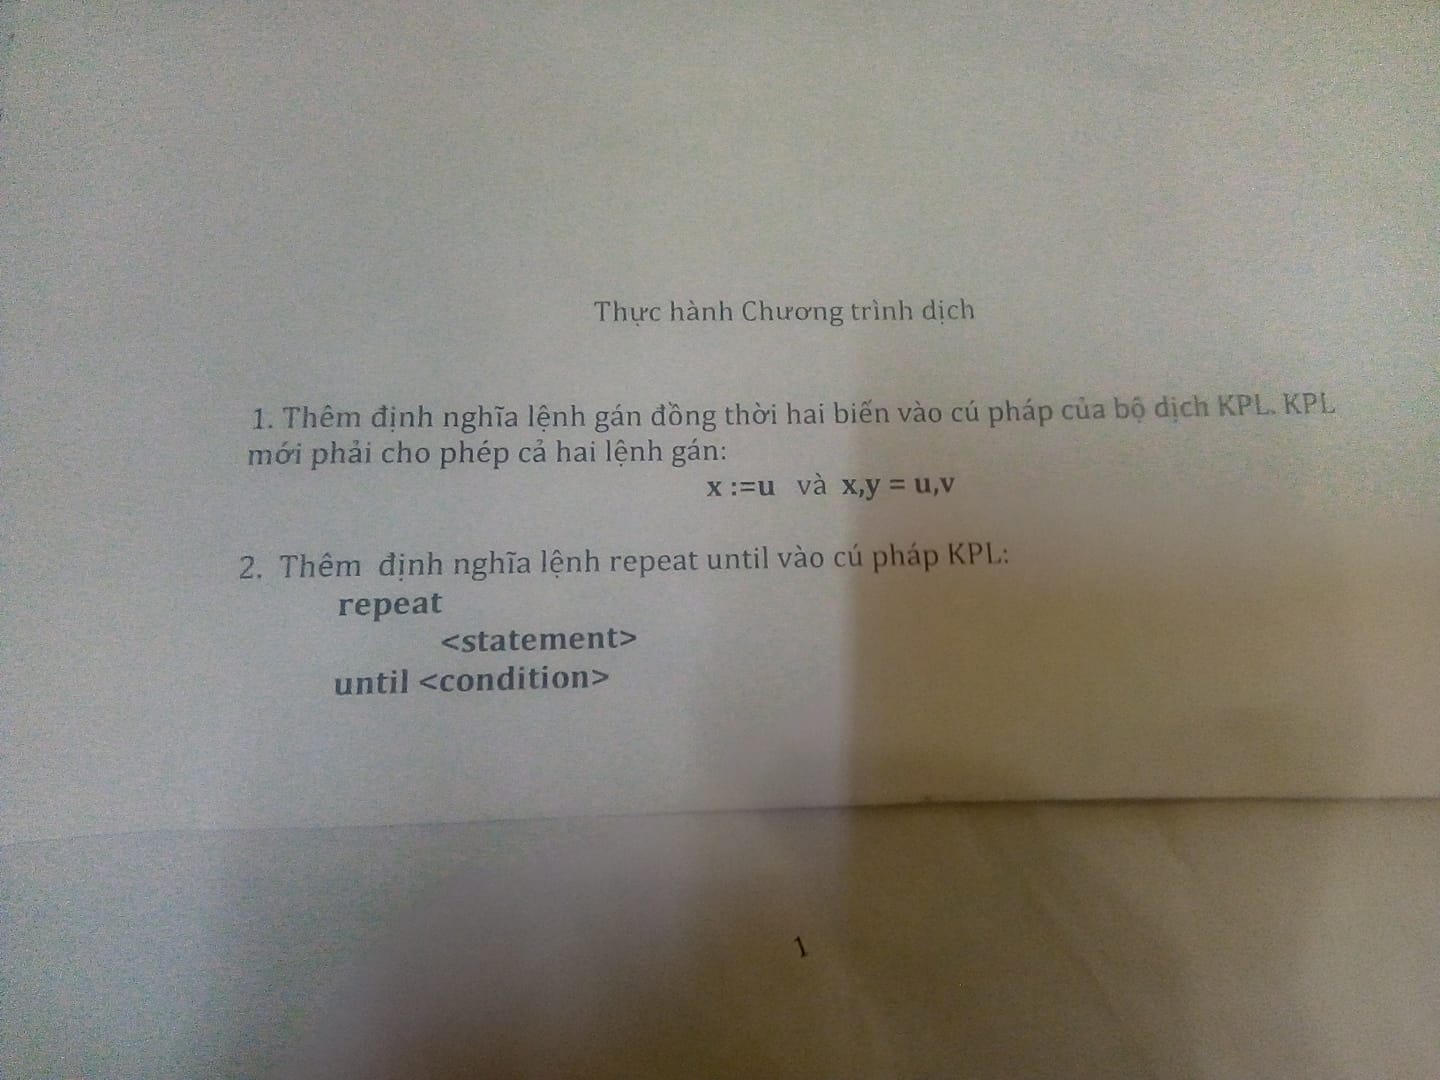 Thực hành Chương trình dịch
1. Thêm định nghĩa lệnh gán đồng thời hai biến vào cú pháp của bộ dịch KPL. KPL
mới phải cho phép cả hai lệnh gán:
x :=u và x,y = u,v
2. Thêm định nghĩa lệnh repeat until vào cú pháp KPL:
repeat
<statement>
until <condition>
1